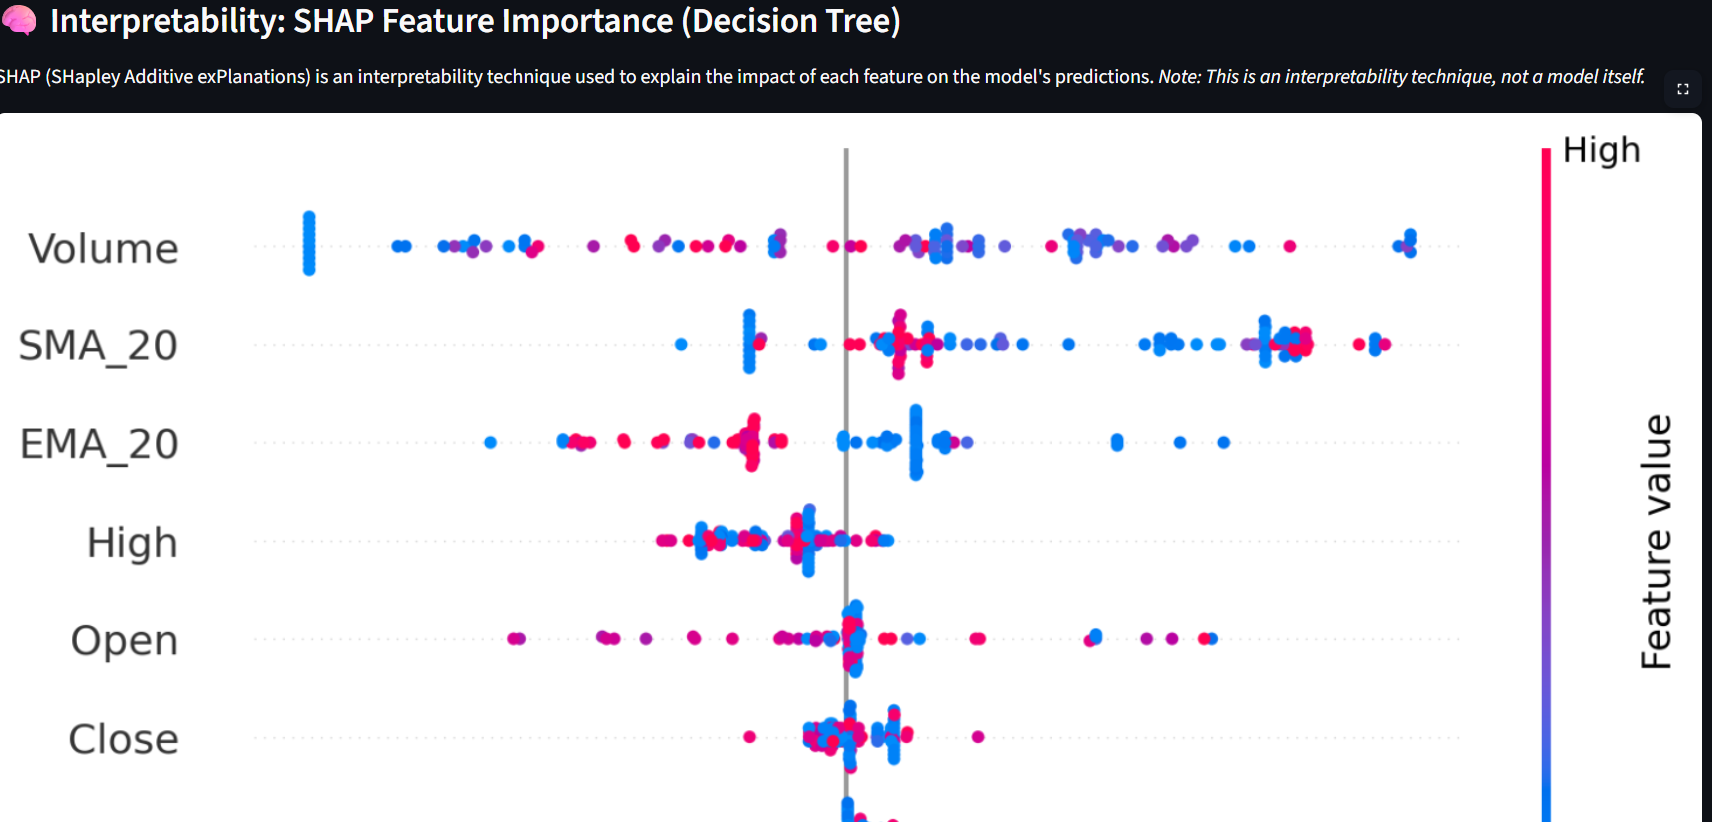 Interpretability: SHAP Feature Importance (Decision Tree)
SHAP (SHapley Additive exPlanations) is an interpretability technique used to explain the impact of each feature on the model's predictions. Note: This is an interpretability technique, not a model itself.
High
Volume
SMA_20
EMA_20
High
Open
Close
Feature value